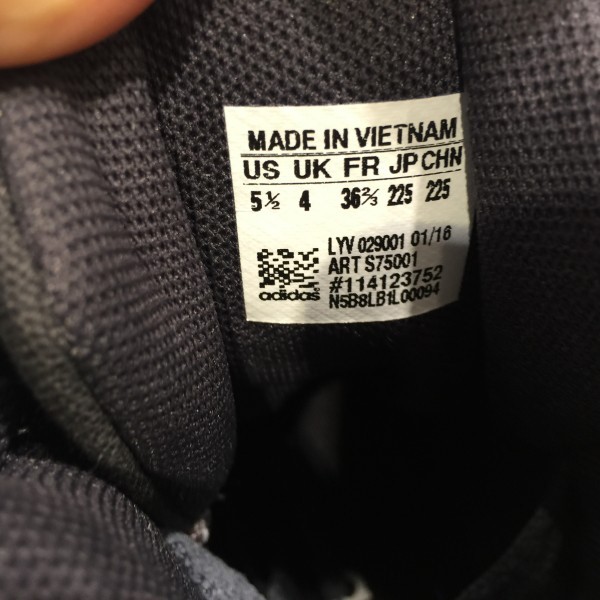 MADE IN VIETNAM
US UK FR JP CHN
5½ 4 36⅔ 225 225
LYV 029001 01/16
ART S75001
#114123752
adidas N5B8LB1L00094